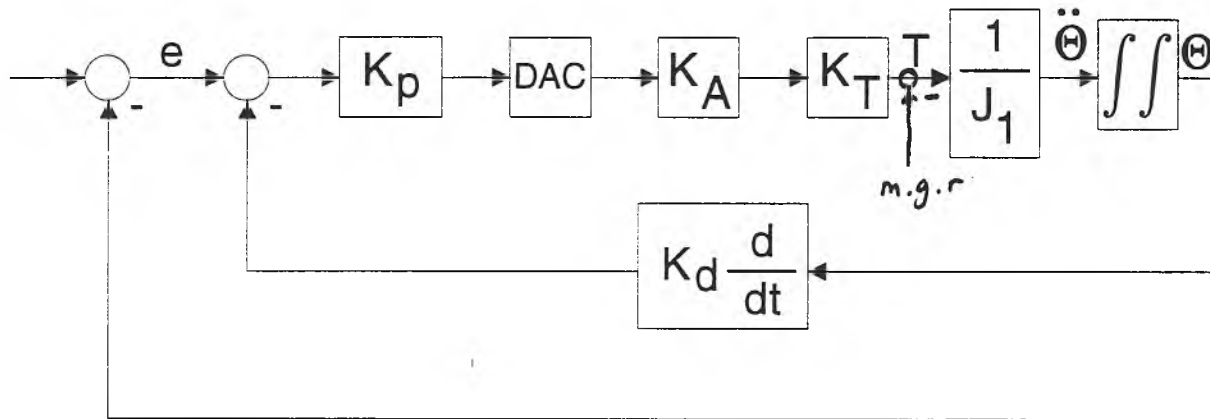 e
-
-
K_p
DAC
K_A
K_T
T
-
1
J_1
Θ̈
∫∫
Θ
m.g.r
K_d d
dt